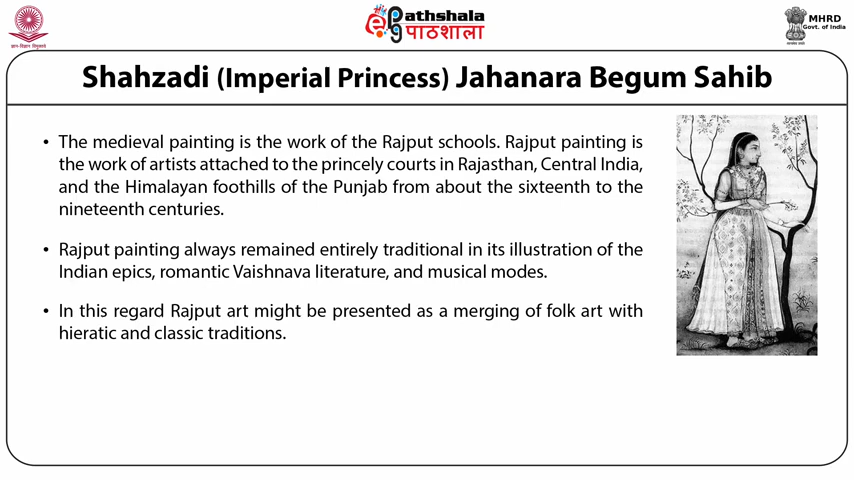 ePathshala
पाठशाला
MHRD
Govt. of India
ज्ञान-विज्ञान विमुक्तये
Shahzadi (Imperial Princess) Jahanara Begum Sahib
• The medieval painting is the work of the Rajput schools. Rajput painting is
the work of artists attached to the princely courts in Rajasthan, Central India,
and the Himalayan foothills of the Punjab from about the sixteenth to the
nineteenth centuries.
• Rajput painting always remained entirely traditional in its illustration of the
Indian epics, romantic Vaishnava literature, and musical modes.
• In this regard Rajput art might be presented as a merging of folk art with
hieratic and classic traditions.